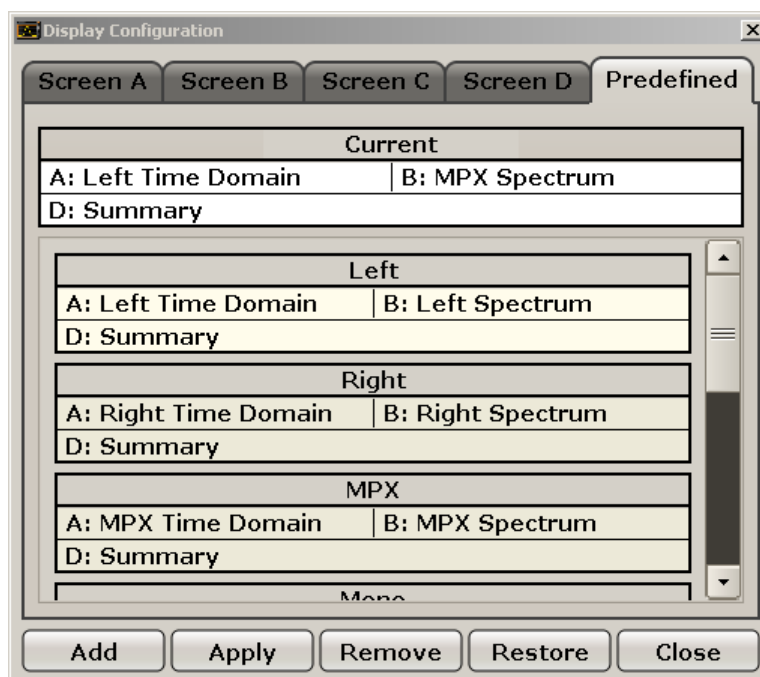 Display Configuration
Screen A Screen B Screen C Screen D Predefined
Current
A: Left Time Domain B: MPX Spectrum
D: Summary
Left
A: Left Time Domain B: Left Spectrum
D: Summary
Right
A: Right Time Domain B: Right Spectrum
D: Summary
MPX
A: MPX Time Domain B: MPX Spectrum
D: Summary
Mono
Add Apply Remove Restore Close